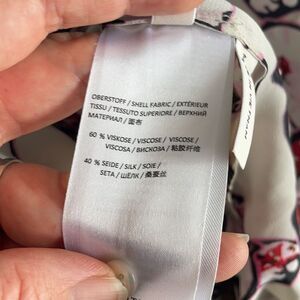 OBERSTOFF / SHELL FABRIC / EXTÉRIEUR
TISSU / TESSUTO SUPERIORE / ВЕРХНИЙ
МАТЕРИАЛ / 面布
60 % VISKOSE / VISCOSE / VISCOSE /
VISCOSA / ВИСКОЗА / 粘胶纤维
40 % SEIDE / SILK / SOIE /
SETA / ШЕЛК / 桑蚕丝